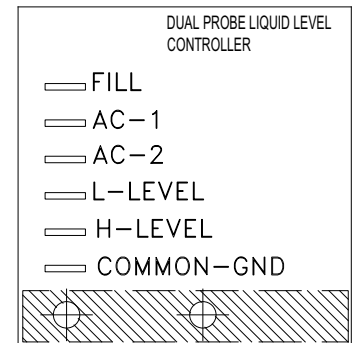 DUAL PROBE LIQUID LEVEL
CONTROLLER
FILL
AC-1
AC-2
L-LEVEL
H-LEVEL
COMMON-GND